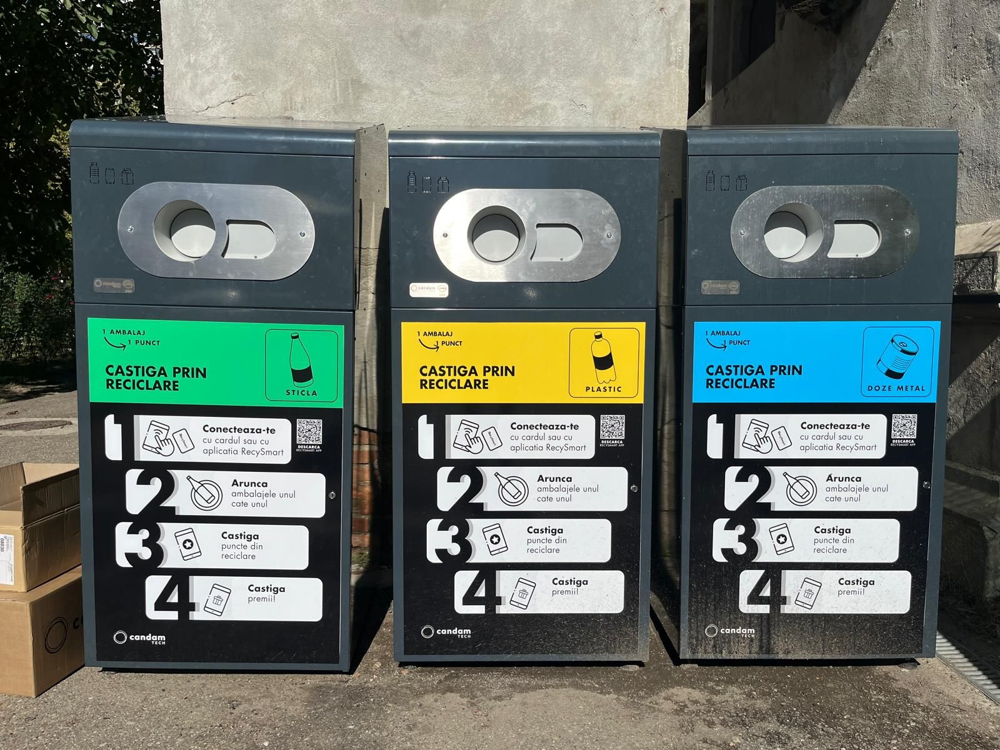 candam
1 AMBALAJ
1 PUNCT
CASTIGA PRIN
RECICLARE
STICLA
1
Conecteaza-te
cu cardul sau cu
aplicatia RecySmart
DESCARCA
RECYSMART APP
2
Arunca
ambalajele unul
cate unul
3
Castiga
puncte din
reciclare
4
Castiga
premii!
candam
TECH
1 AMBALAJ
1 PUNCT
CASTIGA PRIN
RECICLARE
PLASTIC
1
Conecteaza-te
cu cardul sau cu
aplicatia RecySmart
DESCARCA
RECYSMART APP
2
Arunca
ambalajele unul
cate unul
3
Castiga
puncte din
reciclare
4
Castiga
premii!
candam
TECH
1 AMBALAJ
1 PUNCT
CASTIGA PRIN
RECICLARE
DOZE METAL
1
Conecteaza-te
cu cardul sau cu
aplicatia RecySmart
DESCARCA
RECYSMART APP
2
Arunca
ambalajele unul
cate unul
3
Castiga
puncte din
reciclare
4
Castiga
premii!
candam
TECH